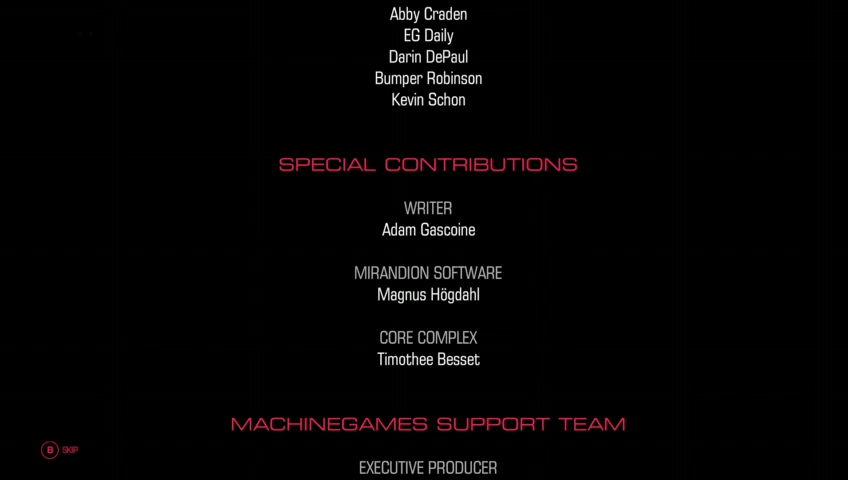 Abby Craden
EG Daily
Darin DePaul
Bumper Robinson
Kevin Schon
SPECIAL CONTRIBUTIONS
WRITER
Adam Gascoine
MIRANDION SOFTWARE
Magnus Högdahl
CORE COMPLEX
Timothee Besset
MACHINEGAMES SUPPORT TEAM
B SKIP
EXECUTIVE PRODUCER